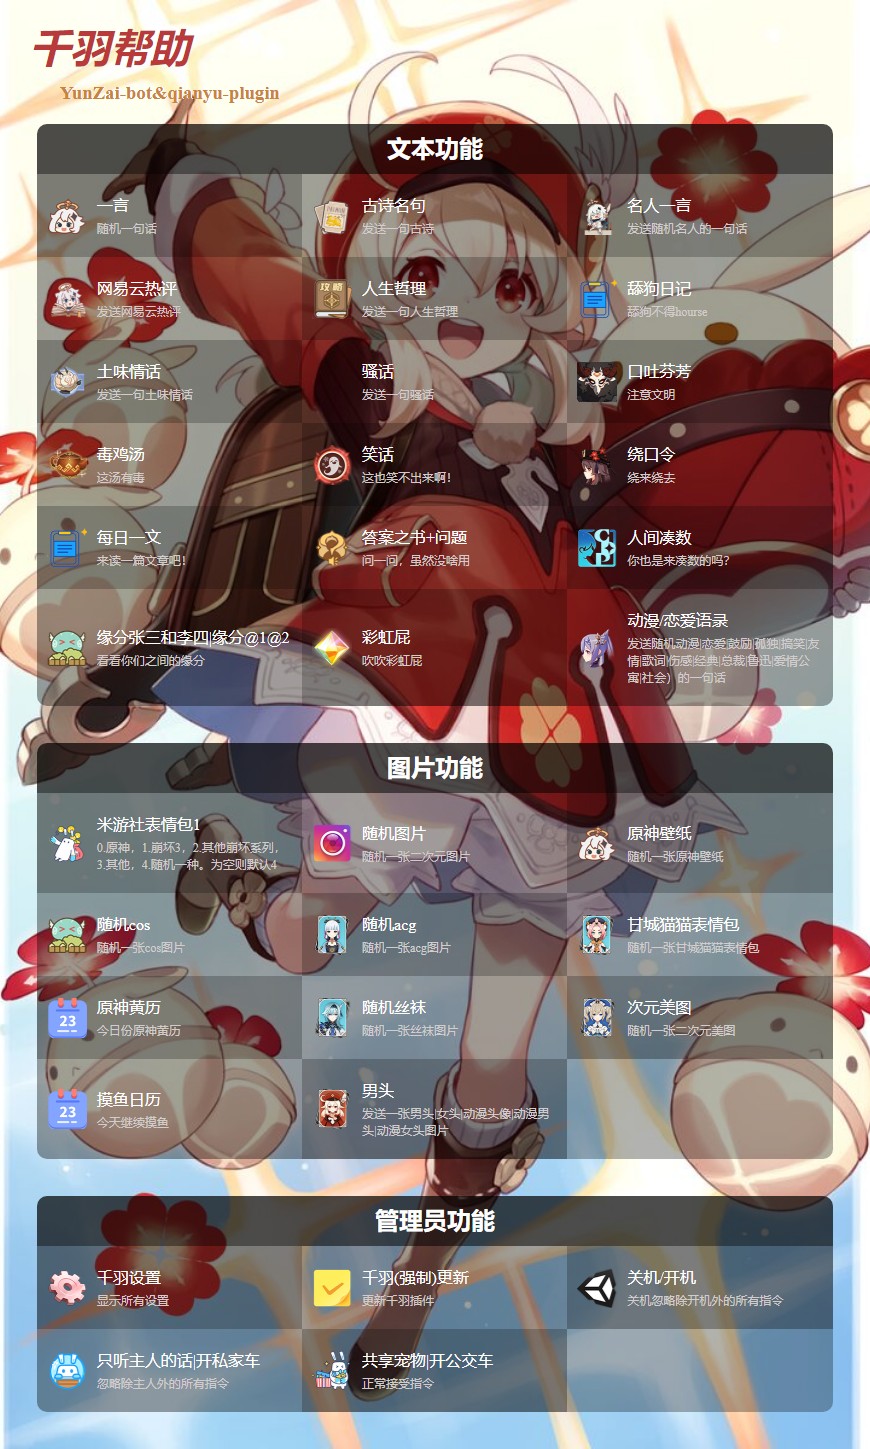 千羽帮助
YunZai-bot&qianyu-plugin
文本功能
一言
随机一句话
古诗名句
发送一句古诗
名人一言
发送随机名人的一句话
网易云热评
发送网易云热评
攻略
人生哲理
发送一句人生哲理
舔狗日记
舔狗不得hourse
土味情话
发送一句土味情话
骚话
发送一句骚话
口吐芬芳
注意文明
毒鸡汤
这汤有毒
笑话
这也笑不出来啊!
绕口令
绕来绕去
每日一文
来读一篇文章吧!
答案之书+问题
问一问，虽然没啥用
人间凑数
你也是来凑数的吗?
缘分张三和李四|缘分@1@2
看看你们之间的缘分
彩虹屁
吹吹彩虹屁
动漫/恋爱语录
发送随机动漫|恋爱|鼓励|孤独|搞笑|友
情|歌词|伤感|经典|总裁|鲁迅|爱情公
寓|社会）的一句话
图片功能
米游社表情包1
0.原神，1.崩坏3，2.其他崩坏系列，
3.其他，4.随机一种。为空则默认4
随机图片
随机一张二次元图片
原神壁纸
随机一张原神壁纸
随机cos
随机一张cos图片
随机acg
随机一张acg图片
甘城猫猫表情包
随机一张甘城猫猫表情包
23
原神黄历
今日份原神黄历
随机丝袜
随机一张丝袜图片
次元美图
随机一张二次元美图
23
摸鱼日历
今天继续摸鱼
男头
发送一张男头|女头|动漫头像|动漫男
头|动漫女头图片
管理员功能
千羽设置
显示所有设置
千羽(强制)更新
更新千羽插件
关机/开机
关机忽略除开机外的所有指令
只听主人的话|开私家车
忽略除主人外的所有指令
共享宠物|开公交车
正常接受指令